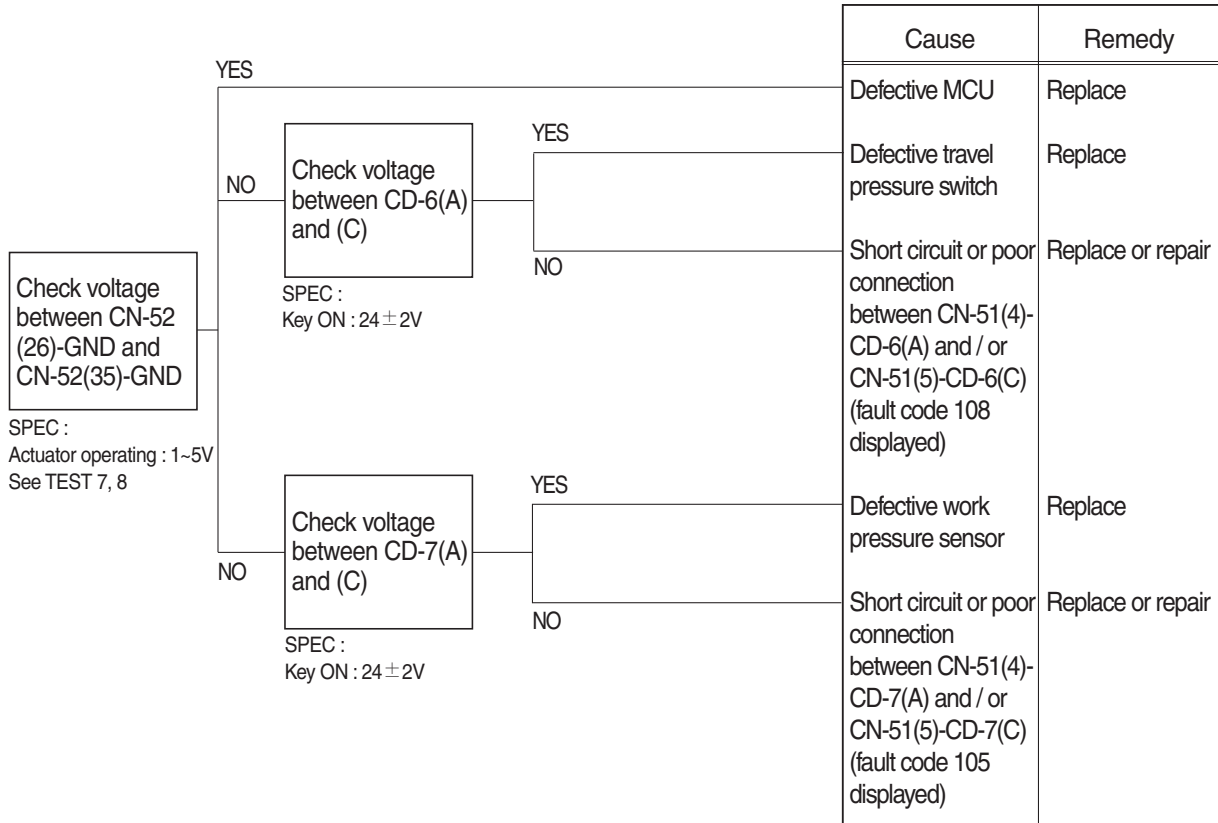 Cause
Remedy
YES
Defective MCU
Replace
NO
Check voltage
between CD-6(A)
and (C)
SPEC :
Key ON : 24±2V
YES
Defective travel
pressure switch
Replace
NO
Short circuit or poor
connection
between CN-51(4)-
CD-6(A) and / or
CN-51(5)-CD-6(C)
(fault code 108
displayed)
Replace or repair
Check voltage
between CN-52
(26)-GND and
CN-52(35)-GND
SPEC :
Actuator operating : 1~5V
See TEST 7, 8
NO
Check voltage
between CD-7(A)
and (C)
SPEC :
Key ON : 24±2V
YES
Defective work
pressure sensor
Replace
NO
Short circuit or poor
connection
between CN-51(4)-
CD-7(A) and / or
CN-51(5)-CD-7(C)
(fault code 105
displayed)
Replace or repair